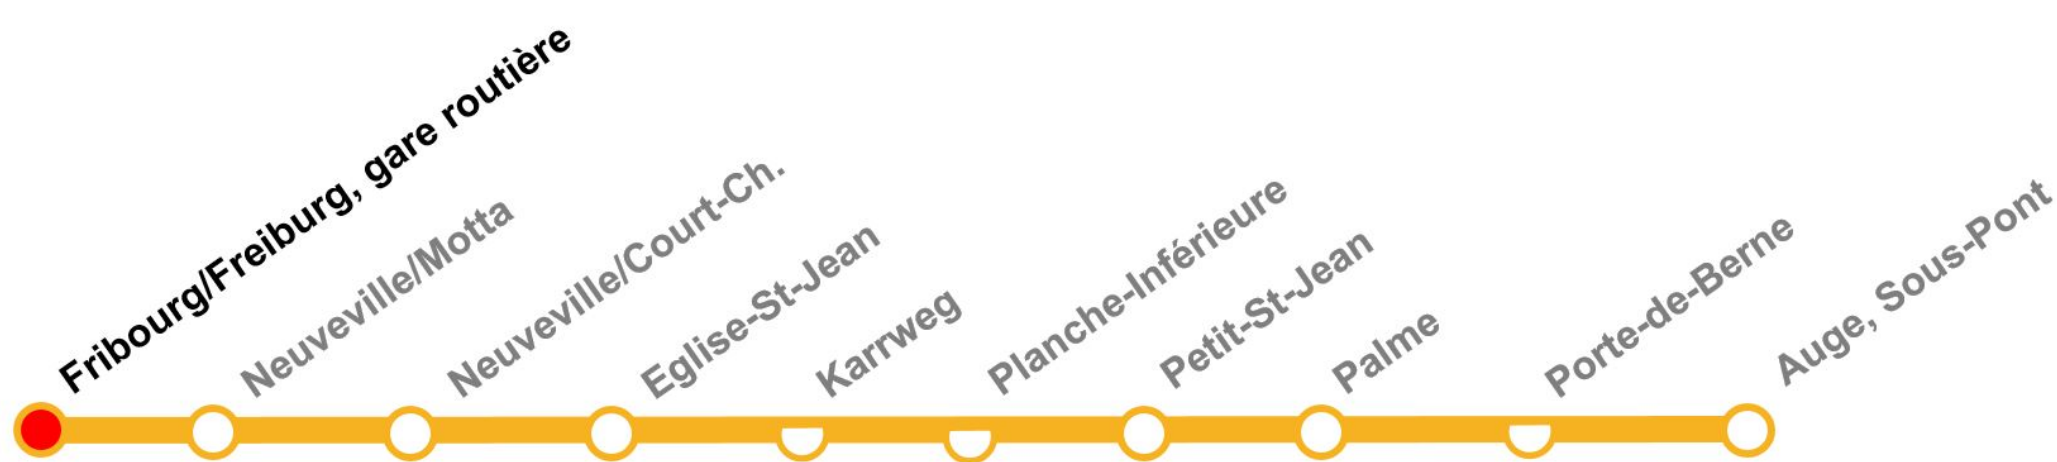 Fribourg/Freiburg, gare routière
Neuveville/Motta
Neuveville/Court-Ch.
Eglise-St-Jean
Karrweg
Planche-Inférieure
Petit-St-Jean
Palme
Porte-de-Berne
Auge, Sous-Pont